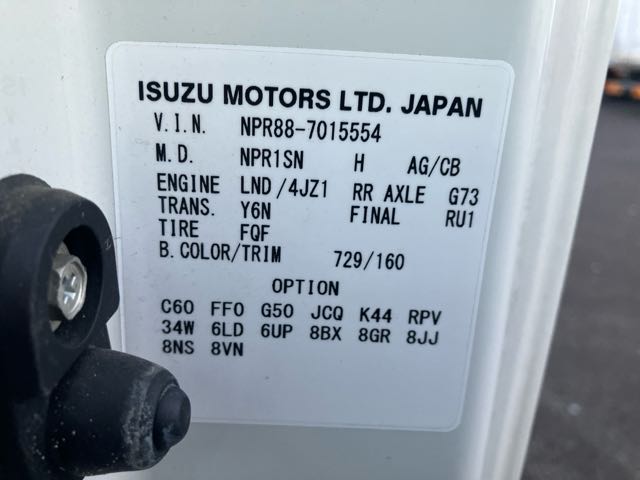 ISUZU MOTORS LTD. JAPAN
V.I.N. NPR88-7015554
M.D. NPR1SN H AG/CB
ENGINE LND/4JZ1 RR AXLE G73
TRANS. Y6N FINAL RU1
TIRE FQF
B.COLOR/TRIM 729/160
OPTION
C60 FF0 G50 JCQ K44 RPV
34W 6LD 6UP 8BX 8GR 8JJ
8NS 8VN